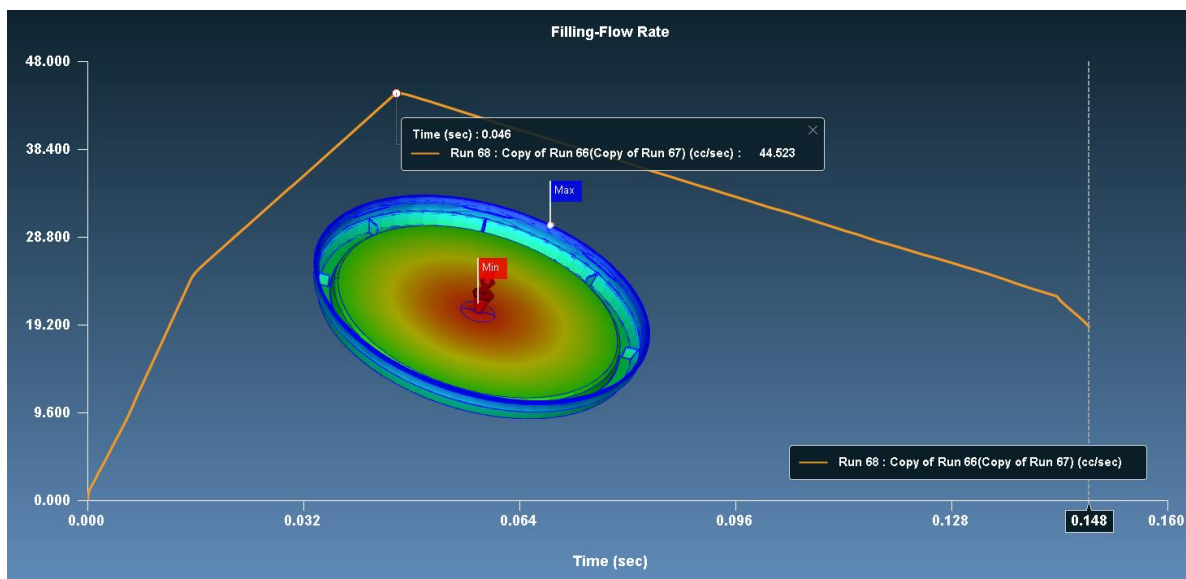 Filling-Flow Rate
48.000
38.400
28.800
19.200
9.600
0.000
Time (sec) : 0.046
Run 68 : Copy of Run 66(Copy of Run 67) (cc/sec) : 44.523
Max
Min
Run 68 : Copy of Run 66(Copy of Run 67) (cc/sec)
0.000 0.032 0.064 0.096 0.128 0.148 0.160
Time (sec)